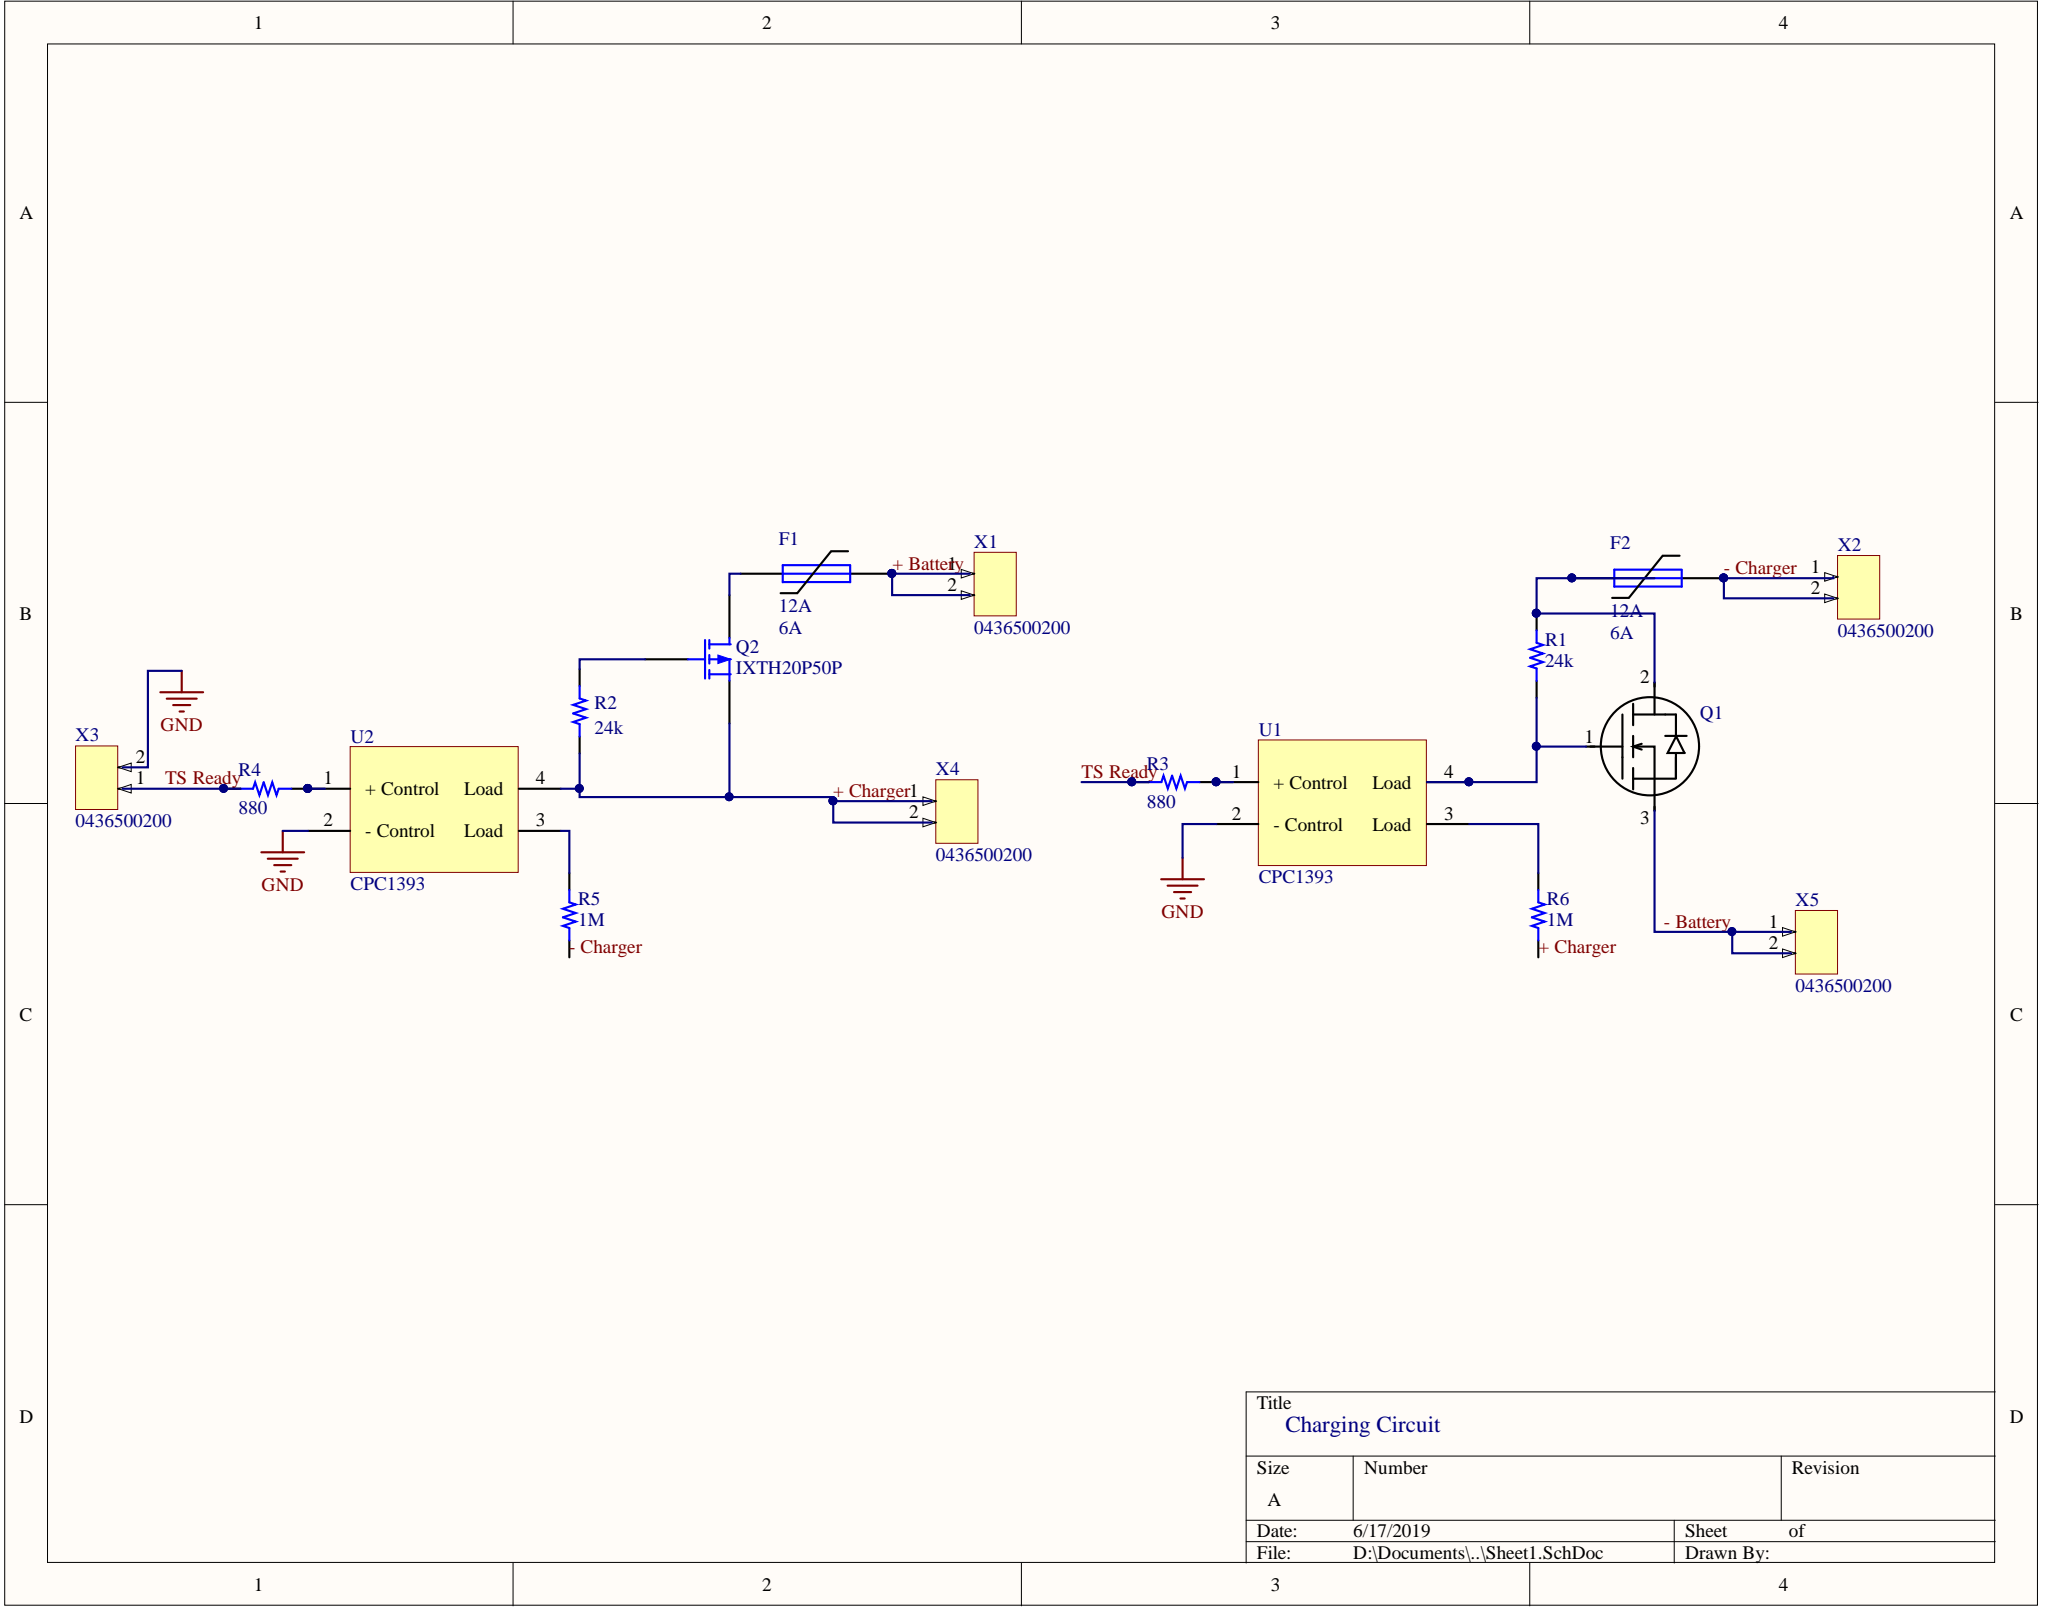 1 2 3 4
A A
B B
C C
D D
X3
2
1
0436500200
GND
TS Ready
R4
880
1
2
GND
U2
+ Control
- Control
Load
Load
CPC1393
4
3
R5
1M
- Charger
R2
24k
Q2
IXTH20P50P
F1
12A
6A
+ Battery
1
2
X1
0436500200
+ Charger
1
2
X4
0436500200
TS Ready
R3
880
1
2
GND
U1
+ Control
- Control
Load
Load
CPC1393
4
3
R6
1M
+ Charger
R1
24k
F2
12A
6A
- Charger
1
2
X2
0436500200
2
1
3
Q1
- Battery
1
2
X5
0436500200
Title
Charging Circuit
Size
A
Number
Revision
Date: 6/17/2019
Sheet of
File: D:\Documents\..\Sheet1.SchDoc
Drawn By:
1 2 3 4